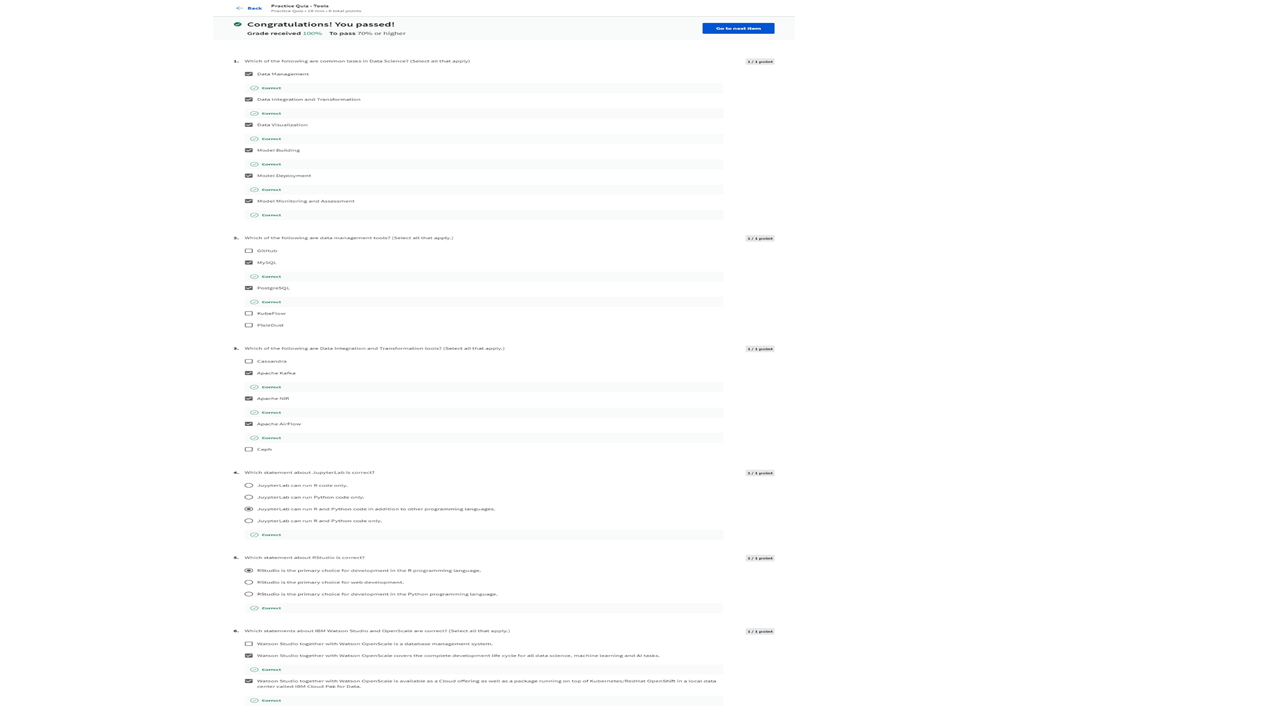 Back
Practice Quiz - Tools
Practice Quiz • 18 min • 6 total points
Congratulations! You passed!
Grade received 100% To pass 70% or higher
Go to next item
1. Which of the following are common tasks in Data Science? (Select all that apply)
1 / 1 point
Data Management
Correct
Data Integration and Transformation
Correct
Data Visualization
Correct
Model Building
Correct
Model Deployment
Correct
Model Monitoring and Assessment
Correct
2. Which of the following are data management tools? (Select all that apply.)
1 / 1 point
GitHub
MySQL
Correct
PostgreSQL
Correct
KubeFlow
PixieDust
3. Which of the following are Data Integration and Transformation tools? (Select all that apply.)
1 / 1 point
Cassandra
Apache Kafka
Correct
Apache Nifi
Correct
Apache AirFlow
Correct
Ceph
4. Which statement about JupyterLab is correct?
1 / 1 point
JuypterLab can run R code only.
JuypterLab can run Python code only.
JuypterLab can run R and Python code in addition to other programming languages.
JuypterLab can run R and Python code only.
Correct
5. Which statement about RStudio is correct?
1 / 1 point
RStudio is the primary choice for development in the R programming language.
RStudio is the primary choice for web development.
RStudio is the primary choice for development in the Python programming language.
Correct
6. Which statements about IBM Watson Studio and OpenScale are correct? (Select all that apply.)
1 / 1 point
Watson Studio together with Watson OpenScale is a database management system.
Watson Studio together with Watson OpenScale covers the complete development life cycle for all data science, machine learning and AI tasks.
Correct
Watson Studio together with Watson OpenScale is available as a Cloud offering as well as a package running on top of Kubernetes/RedHat OpenShift in a local data
center called IBM Cloud Pak for Data.
Correct